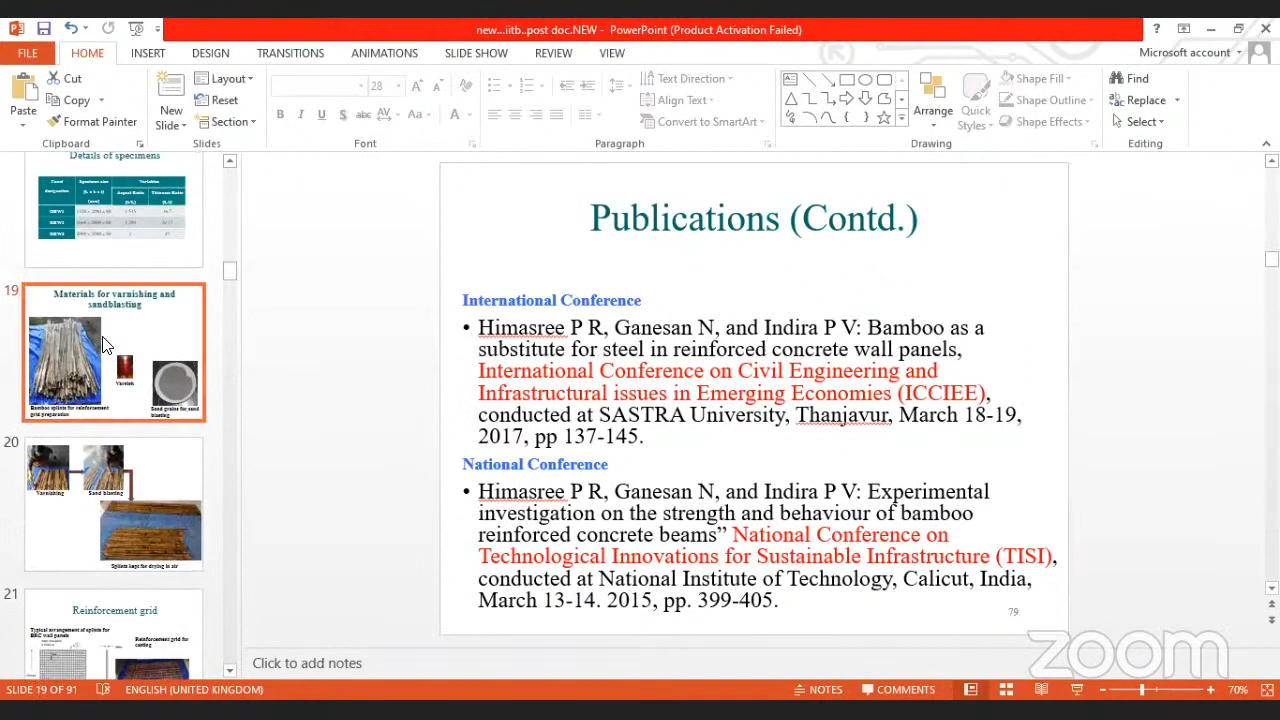 new...iitb..post doc.NEW - PowerPoint (Product Activation Failed)
FILE HOME INSERT DESIGN TRANSITIONS ANIMATIONS SLIDE SHOW REVIEW VIEW Microsoft account
Paste
Cut
Copy
Format Painter
Clipboard
New
Slide
Layout
Reset
Section
Slides
28
B I U S abc AV Aa A
Font
Text Direction
Align Text
Convert to SmartArt
Paragraph
Arrange
Quick
Styles
Shape Fill
Shape Outline
Shape Effects
Drawing
Find
Replace
Select
Editing
Details of specimens
19
Materials for varnishing and
sandblasting
Varnish
Bamboo splints for reinforcement
grid preparation
Sand grains for sand
blasting
20
Varnishing
Sand blasting
Splints kept for drying in air
21
Reinforcement grid
Typical arrangement of splints for
BRC wall panels
Reinforcement grid for
casting
Publications (Contd.)
International Conference
• Himasree P R, Ganesan N, and Indira P V: Bamboo as a
substitute for steel in reinforced concrete wall panels,
International Conference on Civil Engineering and
Infrastructural issues in Emerging Economies (ICCIEE),
conducted at SASTRA University, Thanjavur, March 18-19,
2017, pp 137-145.
National Conference
• Himasree P R, Ganesan N, and Indira P V: Experimental
investigation on the strength and behaviour of bamboo
reinforced concrete beams” National Conference on
Technological Innovations for Sustainable Infrastructure (TISI),
conducted at National Institute of Technology, Calicut, India,
March 13-14. 2015, pp. 399-405.
79
zoom
Click to add notes
SLIDE 19 OF 91 ENGLISH (UNITED KINGDOM) NOTES COMMENTS 70%